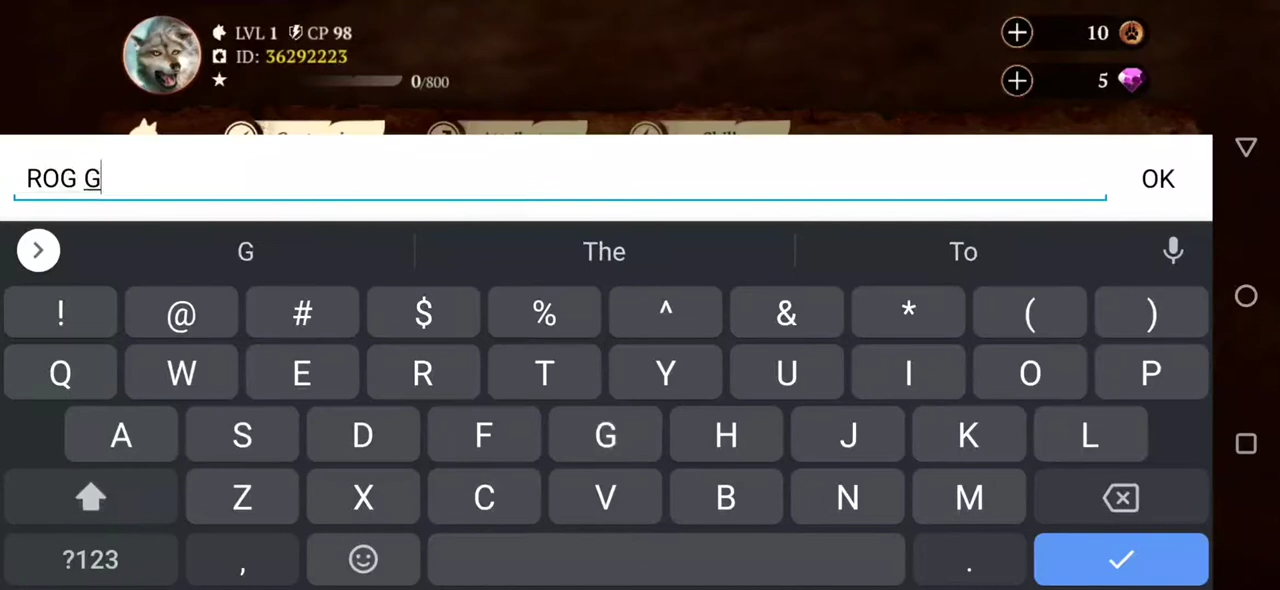 LVL 1 CP 98
ID: 36292223
0/800
10
5
ROG G
OK
G The To
! @ # $ % ^ & * ( )
Q W E R T Y U I O P
A S D F G H J K L
Z X C V B N M
?123 , .